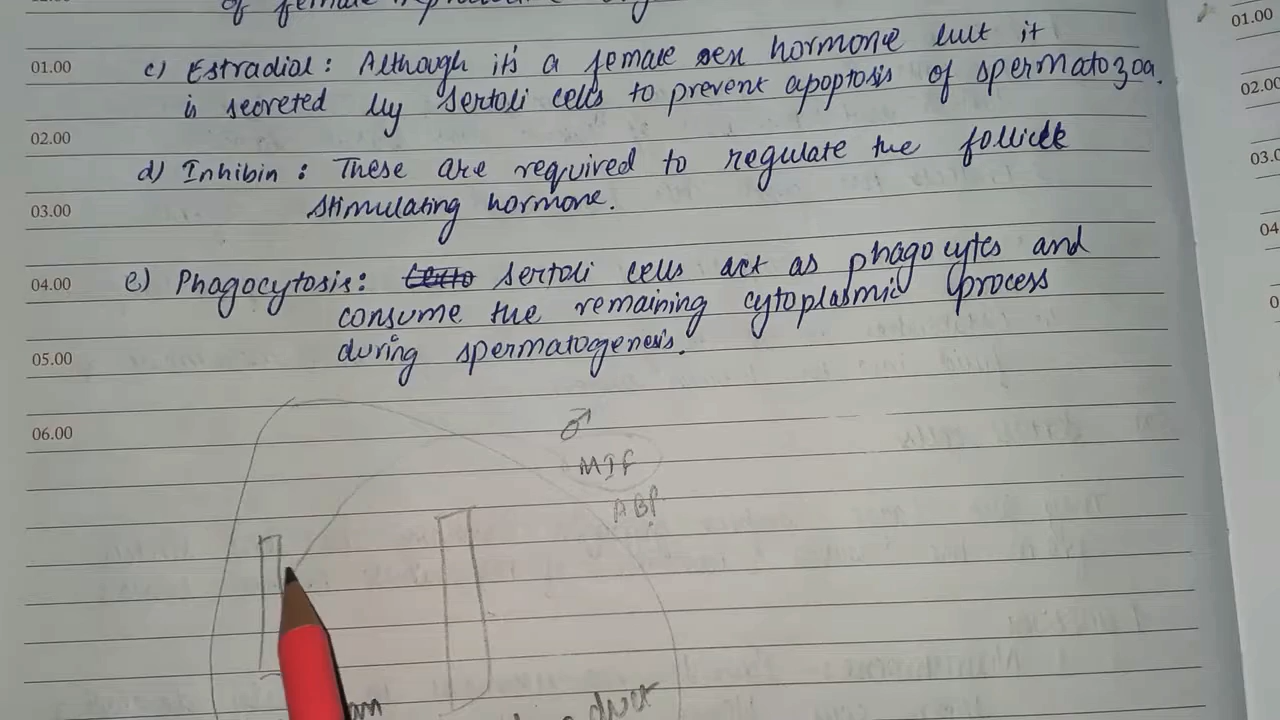 of female
01.00
01.00 c) Estradiol: Although it's a female sex hormone but it
is secreted by sertoli cells to prevent apoptosis of spermatozoa.
02.00
02.00
d) Inhibin: These are required to regulate the follicle
03.00 stimulating hormone.
e) Phagocytosis: sertoli cells act as phagocytes and
04.00 consume the remaining cytoplasmic process
05.00 during spermatogenesis.
06.00
♂
MIF
ABP
duct